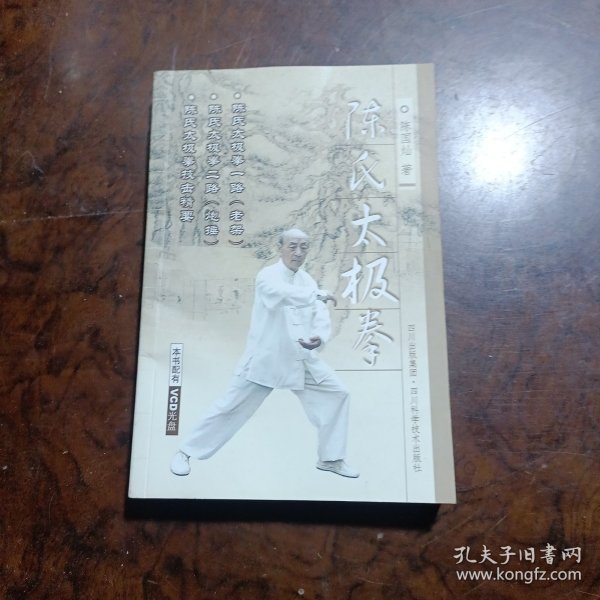 陈氏太极拳
著
陈氏太极拳一路（老架）
陈氏太极拳二路（炮捶）
陈氏太极拳技击精要
四川出版集团·四川科学技术出版社
本书配有VCD光盘
孔夫子旧书网
www.kongfz.com